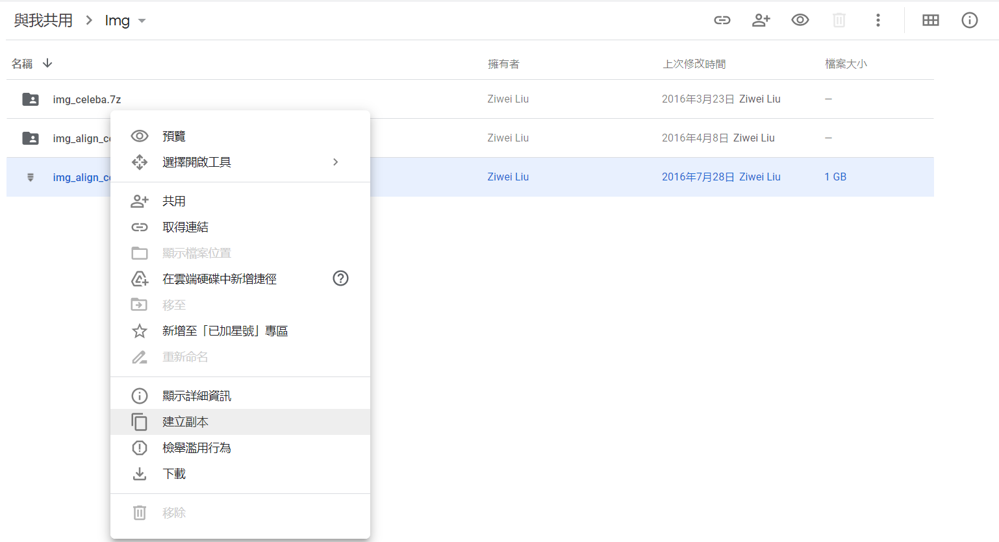 與我共用 Img
名稱 擁有者 上次修改時間 檔案大小
img_celeba.7z Ziwei Liu 2016年3月23日 Ziwei Liu —
img_align_c Ziwei Liu 2016年4月8日 Ziwei Liu —
img_align_c Ziwei Liu 2016年7月28日 Ziwei Liu 1 GB
預覽
選擇開啟工具
共用
取得連結
顯示檔案位置
在雲端硬碟中新增捷徑
移至
新增至「已加星號」專區
重新命名
顯示詳細資訊
建立副本
檢舉濫用行為
下載
移除